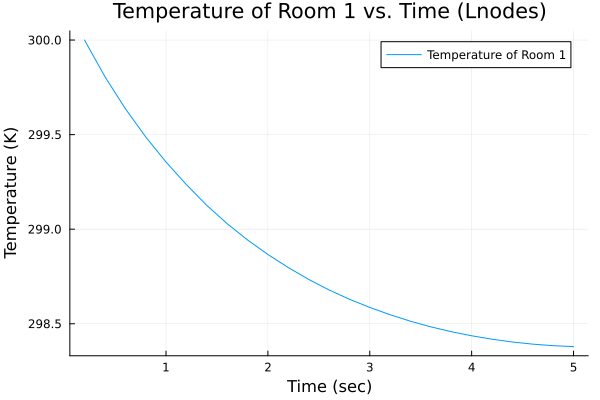 Temperature of Room 1 vs. Time (Lnodes)
Temperature of Room 1
Temperature (K)
300.0
299.5
299.0
298.5
1 2 3 4 5
Time (sec)